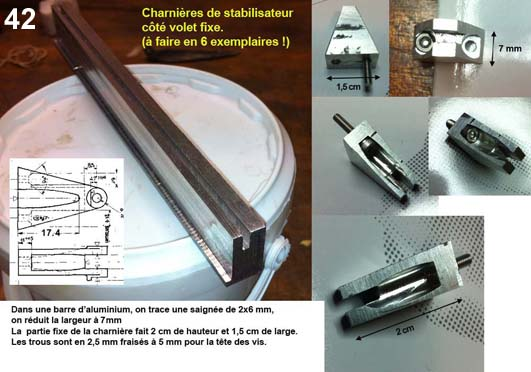 42
Charnières de stabilisateur
côté volet fixe.
(à faire en 6 exemplaires !)
1,5 cm
7 mm
17.4
2 cm
Dans une barre d'aluminium, on trace une saignée de 2x6 mm,
on réduit la largeur à 7mm
La partie fixe de la charnière fait 2 cm de hauteur et 1,5 cm de large.
Les trous sont en 2,5 mm fraisés à 5 mm pour la tête des vis.